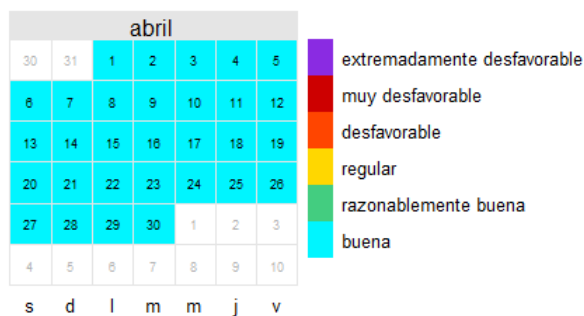 abril
30 31 1 2 3 4 5
6 7 8 9 10 11 12
13 14 15 16 17 18 19
20 21 22 23 24 25 26
27 28 29 30 1 2 3
4 5 6 7 8 9 10
s d l m m j v
extremadamente desfavorable
muy desfavorable
desfavorable
regular
razonablemente buena
buena